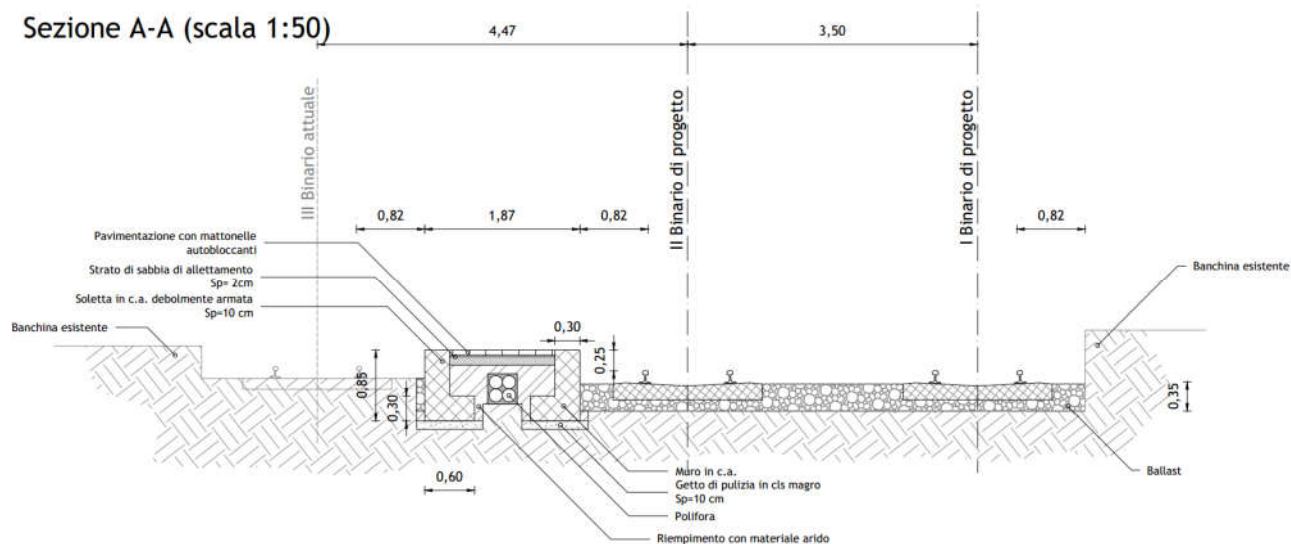 Sezione A-A (scala 1:50)
4,47
3,50
III Binario attuale
II Binario di progetto
I Binario di progetto
0,82
1,87
0,82
0,82
Pavimentazione con mattonelle
autobloccanti
Strato di sabbia di allettamento
Sp= 2cm
Soletta in c.a. debolmente armata
Sp=10 cm
Banchina esistente
Banchina esistente
0,30
0,25
0,85
0,30
0,35
0,60
Muro in c.a.
Getto di pulizia in cls magro
Sp=10 cm
Polifora
Riempimento con materiale arido
Ballast